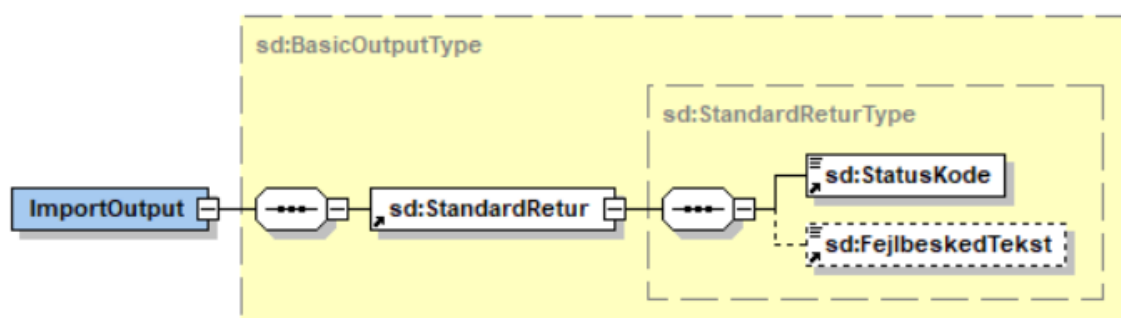 sd:BasicOutputType
sd:StandardReturType
sd:StatusKode
ImportOutput
sd:StandardRetur
sd:FejlbeskedTekst